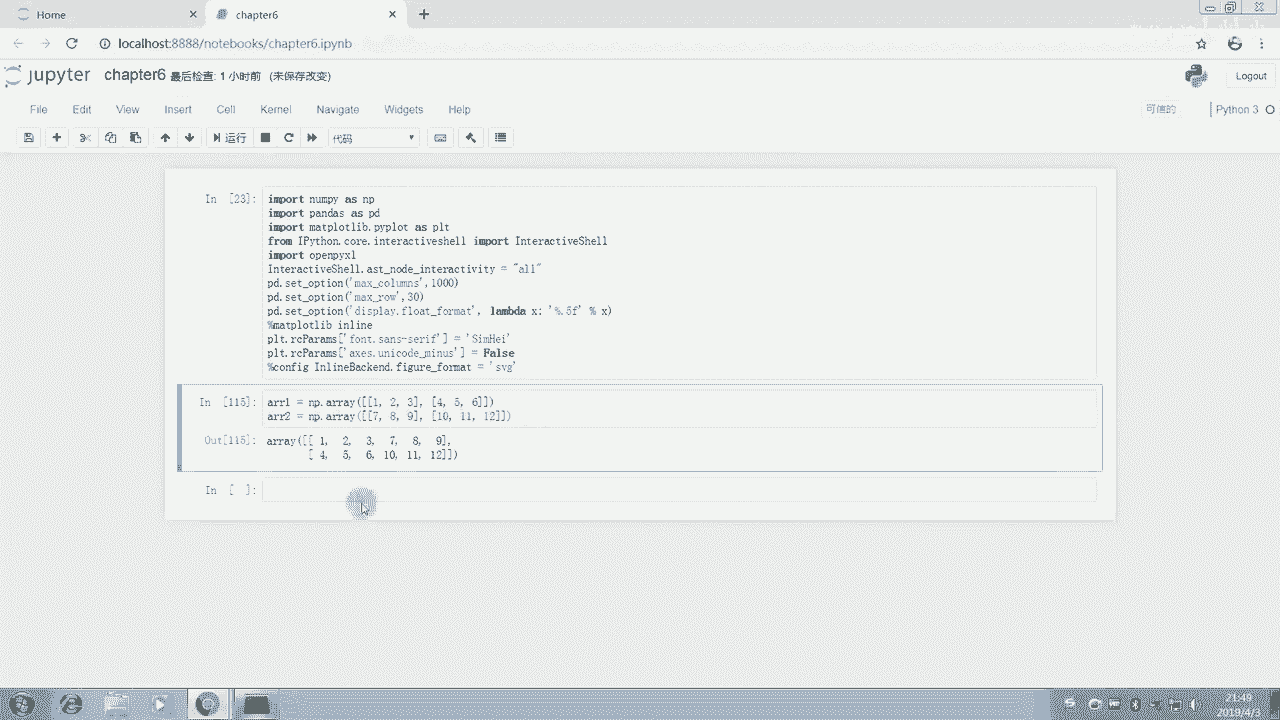 Home
chapter6
localhost:8888/notebooks/chapter6.ipynb
jupyter chapter6 最后检查: 1 小时前 (未保存改变)
Logout
File Edit View Insert Cell Kernel Navigate Widgets Help
可信的 Python 3
运行 代码
In [23]:
import numpy as np
import pandas as pd
import matplotlib.pyplot as plt
from IPython.core.interactiveshell import InteractiveShell
import openpyxl
InteractiveShell.ast_node_interactivity = "all"
pd.set_option('max_columns',1000)
pd.set_option('max_row',30)
pd.set_option('display.float_format', lambda x: '%.5f' % x)
%matplotlib inline
plt.rcParams['font.sans-serif'] = 'SimHei'
plt.rcParams['axes.unicode_minus'] = False
%config InlineBackend.figure_format = 'svg'
In [115]:
arr1 = np.array([[1, 2, 3], [4, 5, 6]])
arr2 = np.array([[7, 8, 9], [10, 11, 12]])
Out[115]:
array([[ 1, 2, 3, 7, 8, 9],
[ 4, 5, 6, 10, 11, 12]])
In [ ]:
21:49